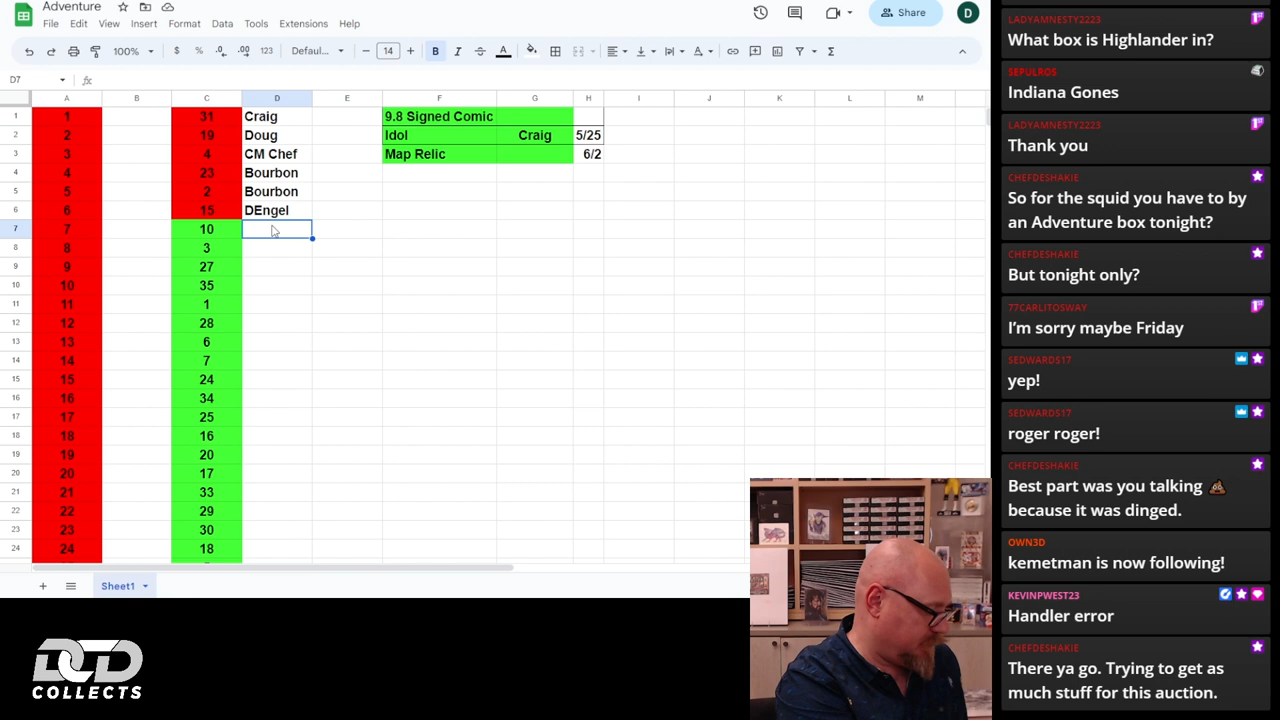 Adventure
File Edit View Insert Format Data Tools Extensions Help
Share
D
100% $ % .0 .00 123 Defaul... 14 B I A
D7 fx
A B C D E F G H I J K L M
1 1 31 Craig 9.8 Signed Comic
2 2 19 Doug Idol Craig 5/25
3 3 4 CM Chef Map Relic 6/2
4 4 23 Bourbon
5 5 2 Bourbon
6 6 15 DEngel
7 7 10
8 8 3
9 9 27
10 10 35
11 11 1
12 12 28
13 13 6
14 14 7
15 15 24
16 16 34
17 17 25
18 18 16
19 19 20
20 20 17
21 21 33
22 22 29
23 23 30
24 24 18
Sheet1
DCD
COLLECTS
LADYAMNESTY2223
What box is Highlander in?
SEPULROS
Indiana Gones
LADYAMNESTY2223
Thank you
CHEFDESHAKIE
So for the squid you have to by
an Adventure box tonight?
CHEFDESHAKIE
But tonight only?
77CARLITOSWAY
I'm sorry maybe Friday
SEDWARDS17
yep!
SEDWARDS17
roger roger!
CHEFDESHAKIE
Best part was you talking 💩
because it was dinged.
OWN3D
kemetman is now following!
KEVINPWEST23
Handler error
CHEFDESHAKIE
There ya go. Trying to get as
much stuff for this auction.